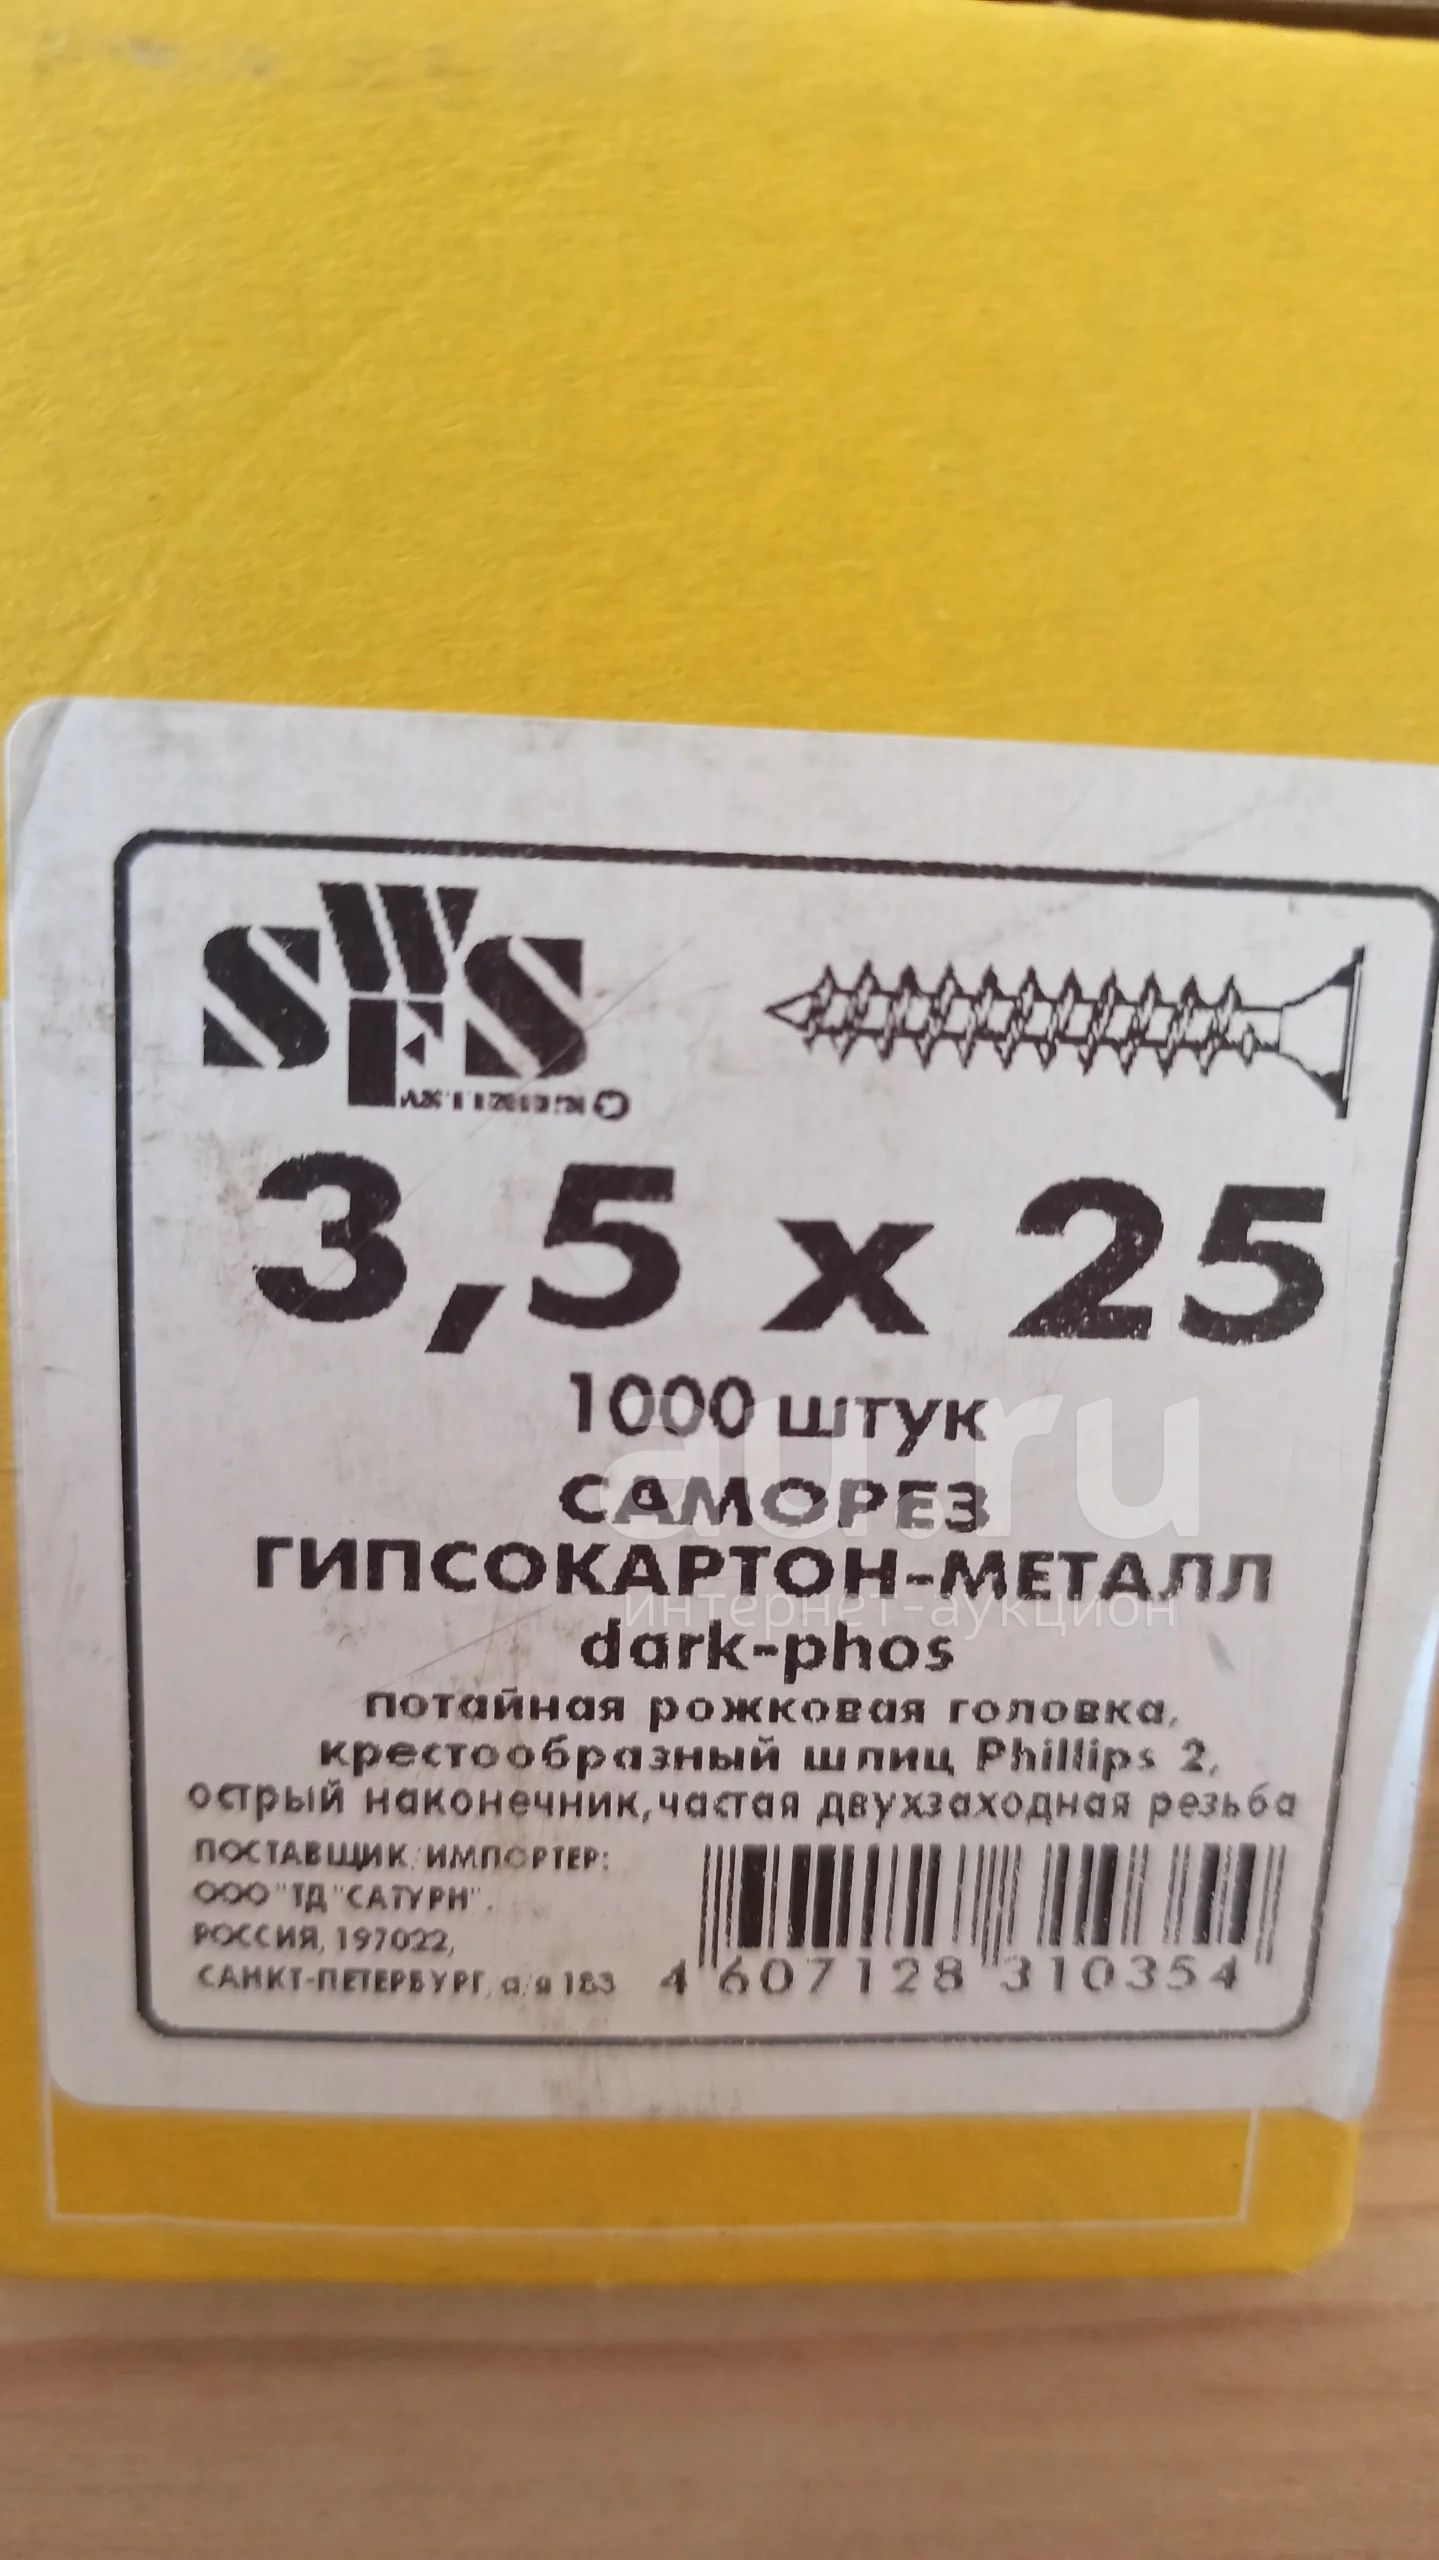 SWFS
3,5 x 25
1000 штук
САМОРЕЗ
ГИПСОКАРТОН-МЕТАЛЛ
dark-phos
потайная рожковая головка,
крестообразный шлиц Phillips 2,
острый наконечник, частая двухзаходная резьба
ПОСТАВЩИК/ИМПОРТЕР:
ООО "ТД "САТУРН",
РОССИЯ, 197022,
САНКТ-ПЕТЕРБУРГ, а/я 183
4 607128 310354
au.ru
интернет-аукцион